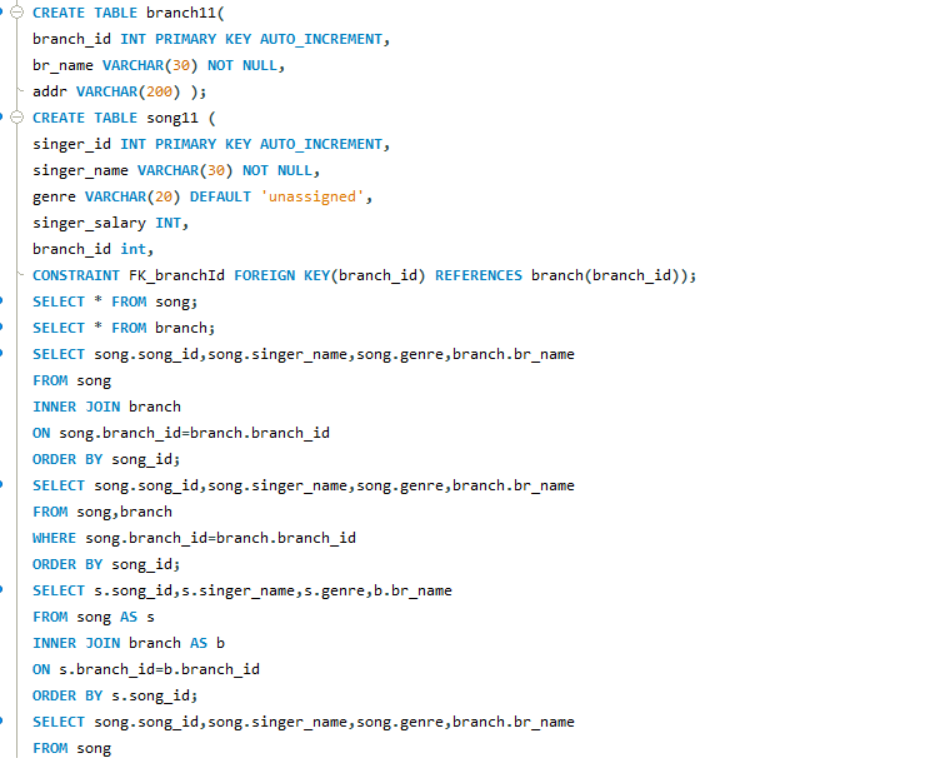 CREATE TABLE branch11(
branch_id INT PRIMARY KEY AUTO_INCREMENT,
br_name VARCHAR(30) NOT NULL,
addr VARCHAR(200) );
CREATE TABLE song11 (
singer_id INT PRIMARY KEY AUTO_INCREMENT,
singer_name VARCHAR(30) NOT NULL,
genre VARCHAR(20) DEFAULT 'unassigned',
singer_salary INT,
branch_id int,
CONSTRAINT FK_branchId FOREIGN KEY(branch_id) REFERENCES branch(branch_id));
SELECT * FROM song;
SELECT * FROM branch;
SELECT song.song_id,song.singer_name,song.genre,branch.br_name
FROM song
INNER JOIN branch
ON song.branch_id=branch.branch_id
ORDER BY song_id;
SELECT song.song_id,song.singer_name,song.genre,branch.br_name
FROM song,branch
WHERE song.branch_id=branch.branch_id
ORDER BY song_id;
SELECT s.song_id,s.singer_name,s.genre,b.br_name
FROM song AS s
INNER JOIN branch AS b
ON s.branch_id=b.branch_id
ORDER BY s.song_id;
SELECT song.song_id,song.singer_name,song.genre,branch.br_name
FROM song